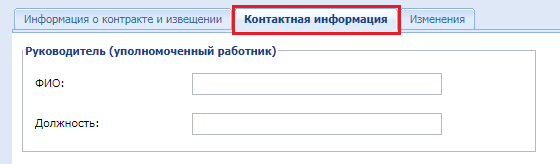 Информация о контракте и извещении Контактная информация Изменения
Руководитель (уполномоченный работник)
ФИО:
Должность: